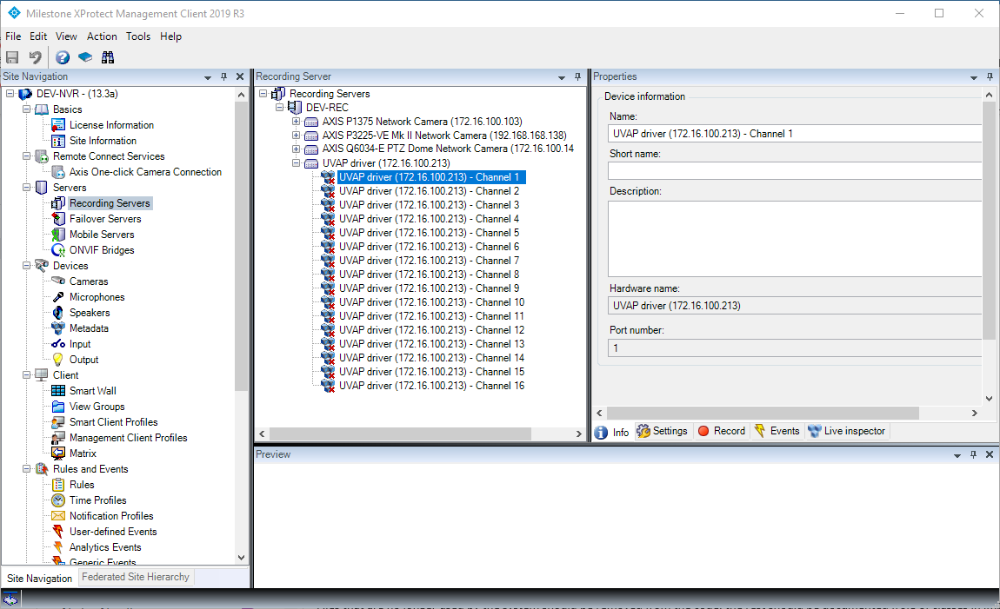 Milestone XProtect Management Client 2019 R3
File Edit View Action Tools Help
Site Navigation
DEV-NVR - (13.3a)
Basics
License Information
Site Information
Remote Connect Services
Axis One-click Camera Connection
Servers
Recording Servers
Failover Servers
Mobile Servers
ONVIF Bridges
Devices
Cameras
Microphones
Speakers
Metadata
Input
Output
Client
Smart Wall
View Groups
Smart Client Profiles
Management Client Profiles
Matrix
Rules and Events
Rules
Time Profiles
Notification Profiles
User-defined Events
Analytics Events
Generic Events
Site Navigation Federated Site Hierarchy
Recording Server
Recording Servers
DEV-REC
AXIS P1375 Network Camera (172.16.100.103)
AXIS P3225-VE Mk II Network Camera (192.168.168.138)
AXIS Q6034-E PTZ Dome Network Camera (172.16.100.14
UVAP driver (172.16.100.213)
UVAP driver (172.16.100.213) - Channel 1
UVAP driver (172.16.100.213) - Channel 2
UVAP driver (172.16.100.213) - Channel 3
UVAP driver (172.16.100.213) - Channel 4
UVAP driver (172.16.100.213) - Channel 5
UVAP driver (172.16.100.213) - Channel 6
UVAP driver (172.16.100.213) - Channel 7
UVAP driver (172.16.100.213) - Channel 8
UVAP driver (172.16.100.213) - Channel 9
UVAP driver (172.16.100.213) - Channel 10
UVAP driver (172.16.100.213) - Channel 11
UVAP driver (172.16.100.213) - Channel 12
UVAP driver (172.16.100.213) - Channel 13
UVAP driver (172.16.100.213) - Channel 14
UVAP driver (172.16.100.213) - Channel 15
UVAP driver (172.16.100.213) - Channel 16
Properties
Device information
Name:
UVAP driver (172.16.100.213) - Channel 1
Short name:
Description:
Hardware name:
UVAP driver (172.16.100.213)
Port number:
1
Info Settings Record Events Live inspector
Preview